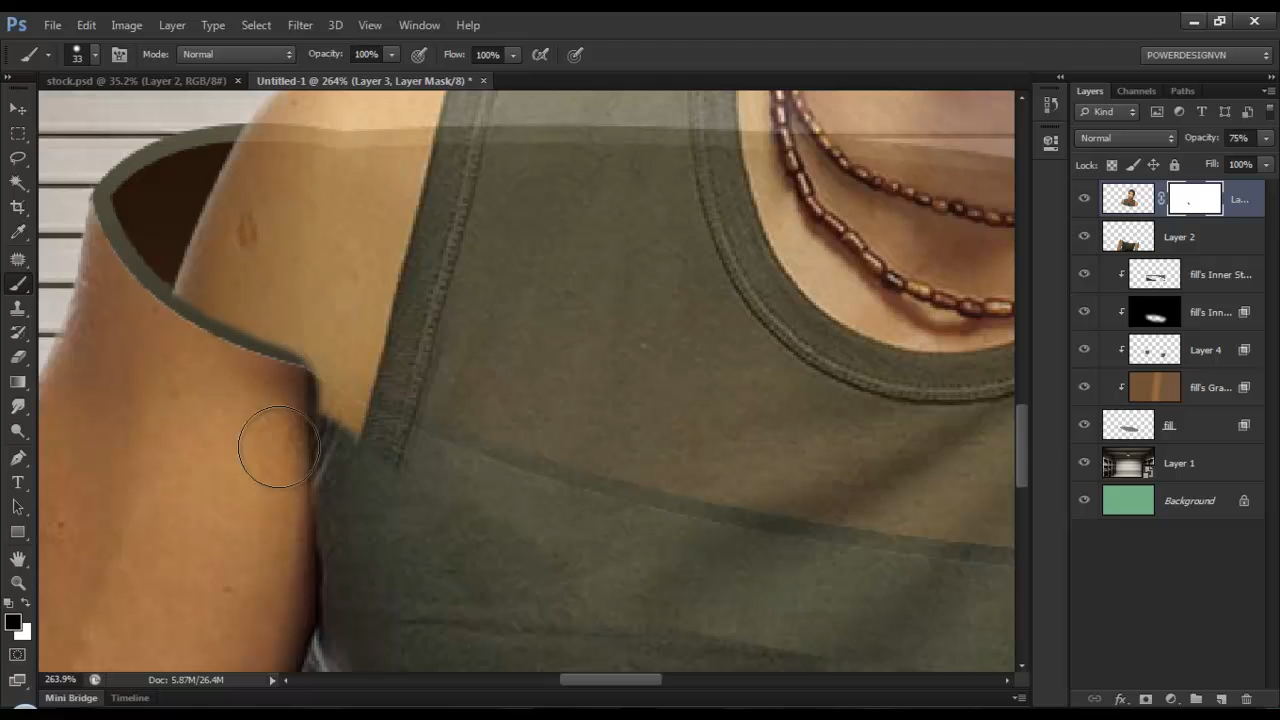 Ps File Edit Image Layer Type Select Filter 3D View Window Help
33 Mode: Normal Opacity: 100% Flow: 100% POWERDESIGNVN
stock.psd @ 35.2% (Layer 2, RGB/8#) × Untitled-1 @ 264% (Layer 3, Layer Mask/8) * ×
Layers Channels Paths
Kind T
Normal Opacity: 75%
Lock: Fill: 100%
La...
Layer 2
fill's Inner St...
fill's Inn...
Layer 4
fill's Gra...
fill
Layer 1
Background
T
263.9% Doc: 5.87M/26.4M
Mini Bridge Timeline
fx